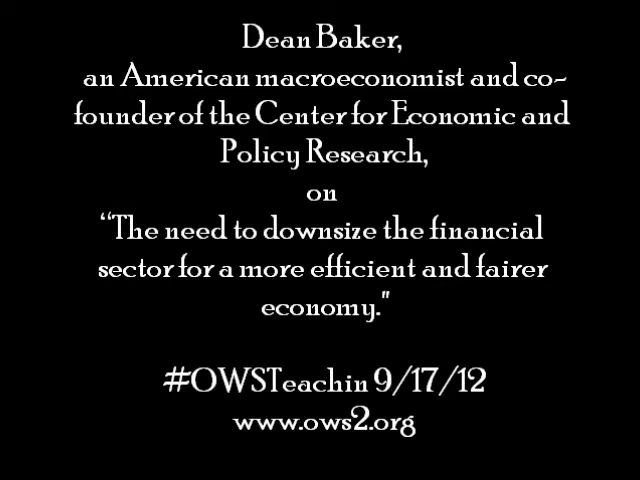 Dean Baker,
an American macroeconomist and co-
founder of the Center for Economic and
Policy Research,
on
“The need to downsize the financial
sector for a more efficient and fairer
economy."
#OWSTeachin 9/17/12
www.ows2.org